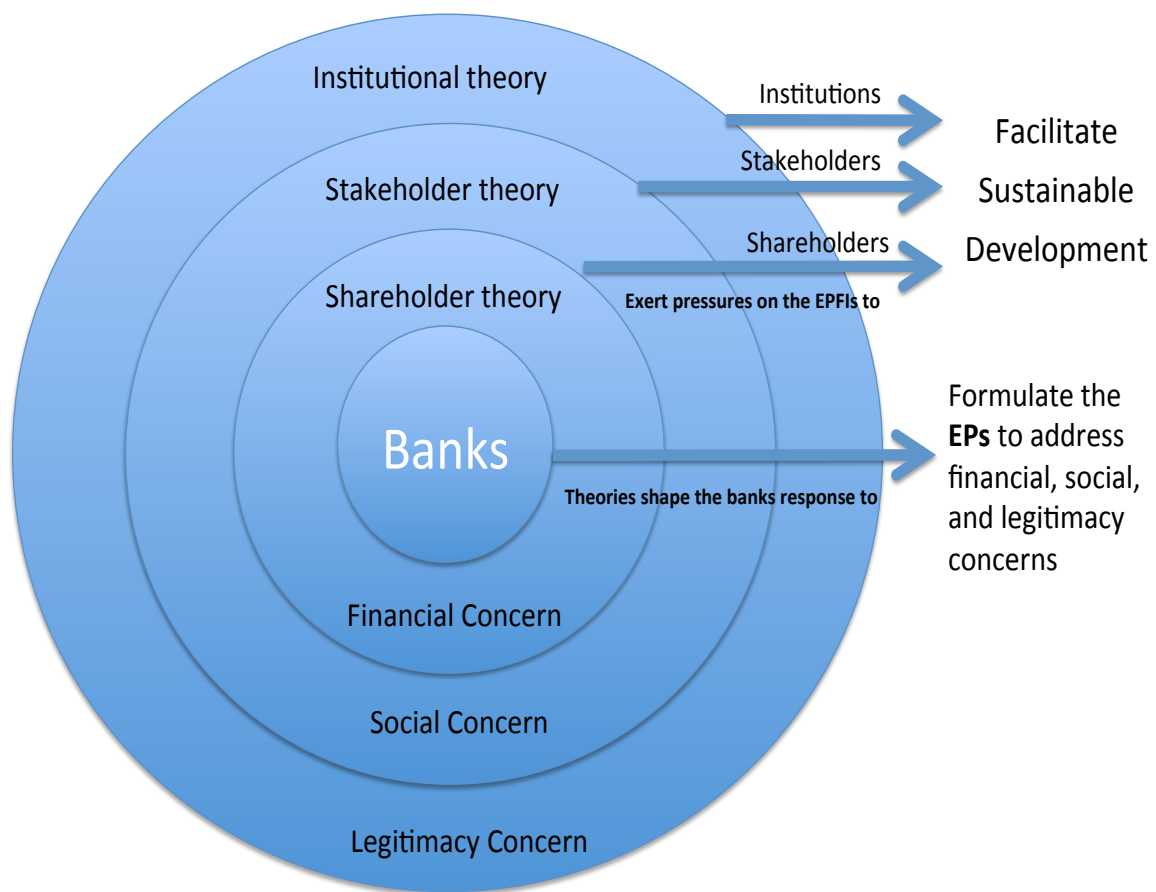 Institutional theory
Institutions
Facilitate
Stakeholder theory
Stakeholders
Sustainable
Shareholder theory
Shareholders
Development
Exert pressures on the EPFIs to
Banks
Formulate the
EPs to address
financial, social,
and legitimacy
concerns
Theories shape the banks response to
Financial Concern
Social Concern
Legitimacy Concern